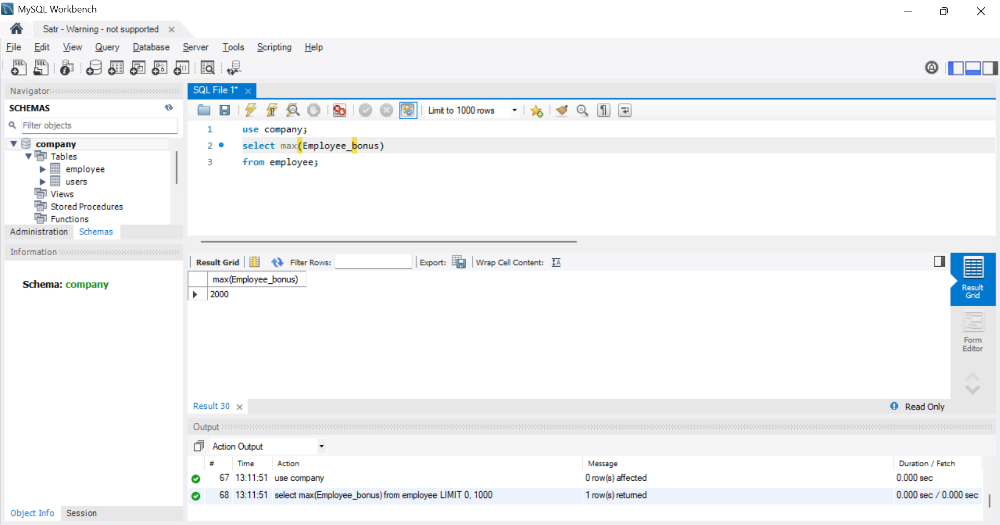 MySQL Workbench
Satr - Warning - not supported
File Edit View Query Database Server Tools Scripting Help
Navigator
SCHEMAS
Filter objects
company
Tables
employee
users
Views
Stored Procedures
Functions
Administration Schemas
Information
Schema: company
Object Info Session
SQL File 1*
Limit to 1000 rows
1 use company;
2 select max(Employee_bonus)
3 from employee;
Result Grid Filter Rows: Export: Wrap Cell Content:
max(Employee_bonus)
2000
Result
Grid
Form
Editor
Result 30
Read Only
Output
Action Output
# Time Action Message Duration / Fetch
67 13:11:51 use company 0 row(s) affected 0.000 sec
68 13:11:51 select max(Employee_bonus) from employee LIMIT 0, 1000 1 row(s) returned 0.000 sec / 0.000 sec